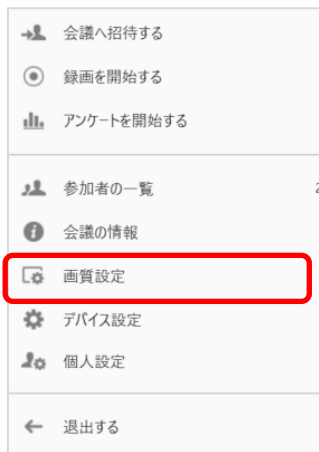 会議へ招待する
録画を開始する
アンケートを開始する
参加者の一覧 2
会議の情報
画質設定
デバイス設定
個人設定
退出する